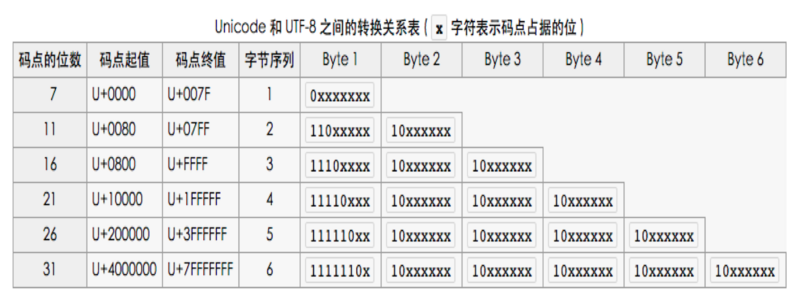 Unicode 和 UTF-8 之间的转换关系表 ( x 字符表示码点占据的位 )
码点的位数 码点起值 码点终值 字节序列 Byte 1 Byte 2 Byte 3 Byte 4 Byte 5 Byte 6
7 U+0000 U+007F 1 0xxxxxxx
11 U+0080 U+07FF 2 110xxxxx 10xxxxxx
16 U+0800 U+FFFF 3 1110xxxx 10xxxxxx 10xxxxxx
21 U+10000 U+1FFFFF 4 11110xxx 10xxxxxx 10xxxxxx 10xxxxxx
26 U+200000 U+3FFFFFF 5 111110xx 10xxxxxx 10xxxxxx 10xxxxxx 10xxxxxx
31 U+4000000 U+7FFFFFFF 6 1111110x 10xxxxxx 10xxxxxx 10xxxxxx 10xxxxxx 10xxxxxx